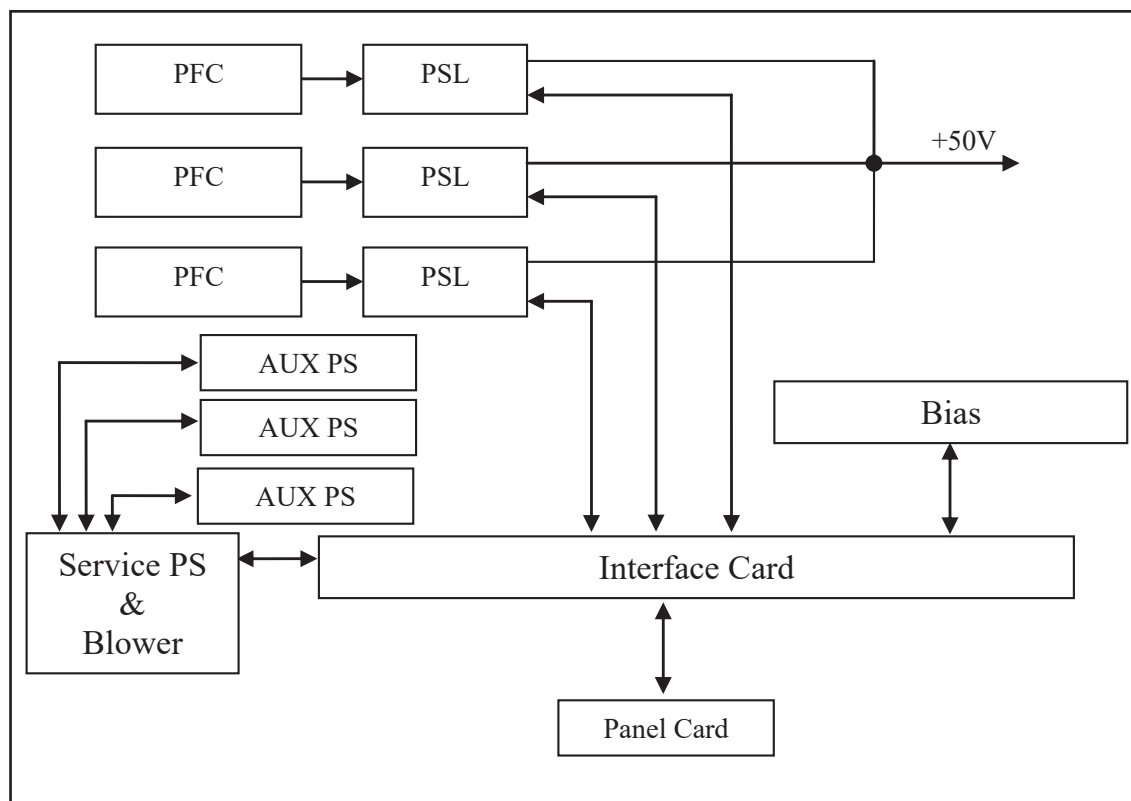 PFC
PSL
+50V
PFC
PSL
PFC
PSL
AUX PS
AUX PS
AUX PS
Bias
Service PS
&
Blower
Interface Card
Panel Card